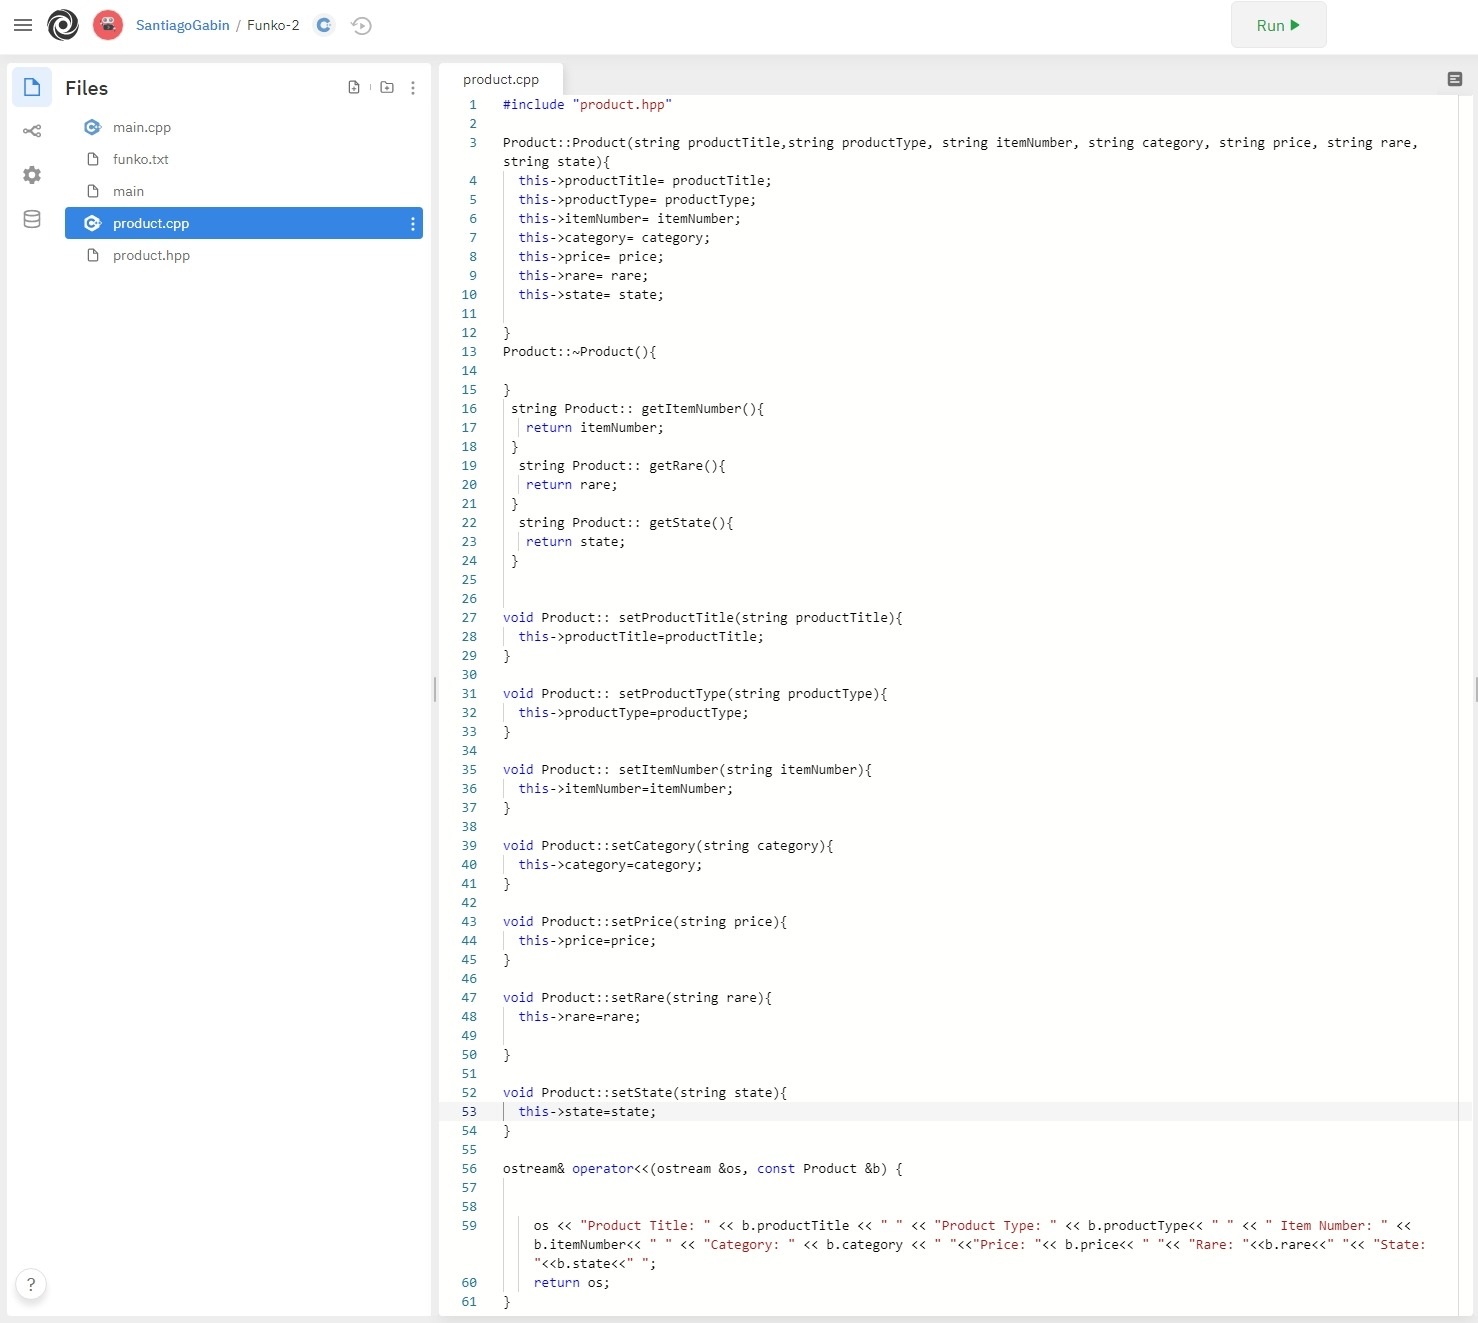 SantiagoGabin / Funko-2
Run
Files
main.cpp
funko.txt
main
product.cpp
product.hpp
?
product.cpp
1 #include "product.hpp"
2
3 Product::Product(string productTitle,string productType, string itemNumber, string category, string price, string rare,
string state){
4 this->productTitle= productTitle;
5 this->productType= productType;
6 this->itemNumber= itemNumber;
7 this->category= category;
8 this->price= price;
9 this->rare= rare;
10 this->state= state;
11
12 }
13 Product::~Product(){
14
15 }
16 string Product:: getItemNumber(){
17 return itemNumber;
18 }
19 string Product:: getRare(){
20 return rare;
21 }
22 string Product:: getState(){
23 return state;
24 }
25
26
27 void Product:: setProductTitle(string productTitle){
28 this->productTitle=productTitle;
29 }
30
31 void Product:: setProductType(string productType){
32 this->productType=productType;
33 }
34
35 void Product:: setItemNumber(string itemNumber){
36 this->itemNumber=itemNumber;
37 }
38
39 void Product::setCategory(string category){
40 this->category=category;
41 }
42
43 void Product::setPrice(string price){
44 this->price=price;
45 }
46
47 void Product::setRare(string rare){
48 this->rare=rare;
49
50 }
51
52 void Product::setState(string state){
53 this->state=state;
54 }
55
56 ostream& operator<<(ostream &os, const Product &b) {
57
58
59 os << "Product Title: " << b.productTitle << " " << "Product Type: " << b.productType<< " " << " Item Number: " <<
b.itemNumber<< " " << "Category: " << b.category << " "<<"Price: "<< b.price<< " "<< "Rare: "<<b.rare<<" "<< "State:
"<<b.state<<" ";
60 return os;
61 }